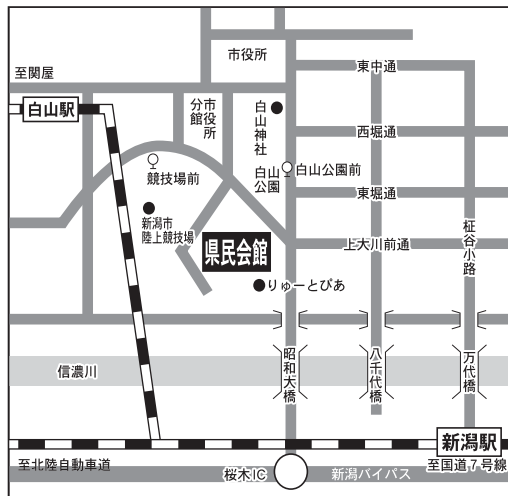 市役所
東中通
至関屋
白山駅
市役所
分館
白山神社
西堀通
競技場前
白山
公園
白山公園前
東堀通
新潟市
陸上競技場
県民会館
上大川前通
柾谷小路
りゅーとぴあ
信濃川
昭和大橋
八千代橋
万代橋
新潟駅
至北陸自動車道
至国道7号線
桜木IC
新潟バイパス